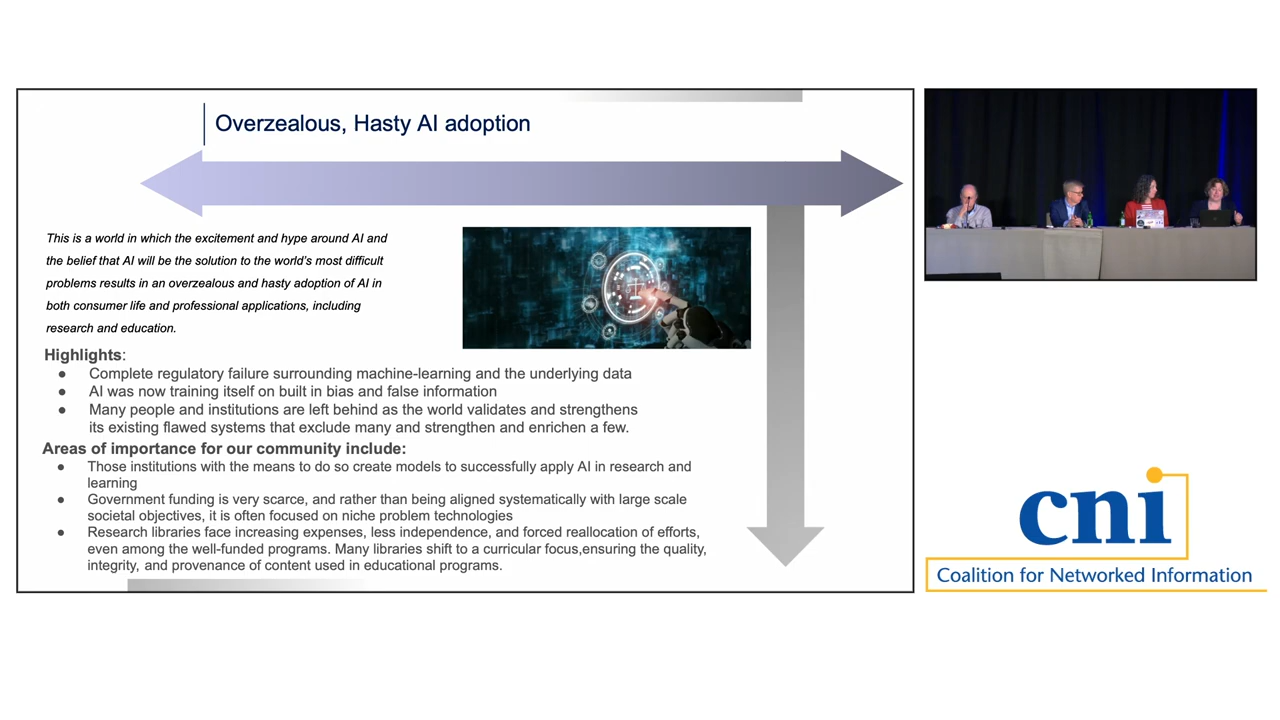 Overzealous, Hasty AI adoption
This is a world in which the excitement and hype around AI and
the belief that AI will be the solution to the world's most difficult
problems results in an overzealous and hasty adoption of AI in
both consumer life and professional applications, including
research and education.
Highlights:
● Complete regulatory failure surrounding machine-learning and the underlying data
● AI was now training itself on built in bias and false information
● Many people and institutions are left behind as the world validates and strengthens
its existing flawed systems that exclude many and strengthen and enrichen a few.
Areas of importance for our community include:
● Those institutions with the means to do so create models to successfully apply AI in research and
learning
● Government funding is very scarce, and rather than being aligned systematically with large scale
societal objectives, it is often focused on niche problem technologies
● Research libraries face increasing expenses, less independence, and forced reallocation of efforts,
even among the well-funded programs. Many libraries shift to a curricular focus,ensuring the quality,
integrity, and provenance of content used in educational programs.
cni
Coalition for Networked Information